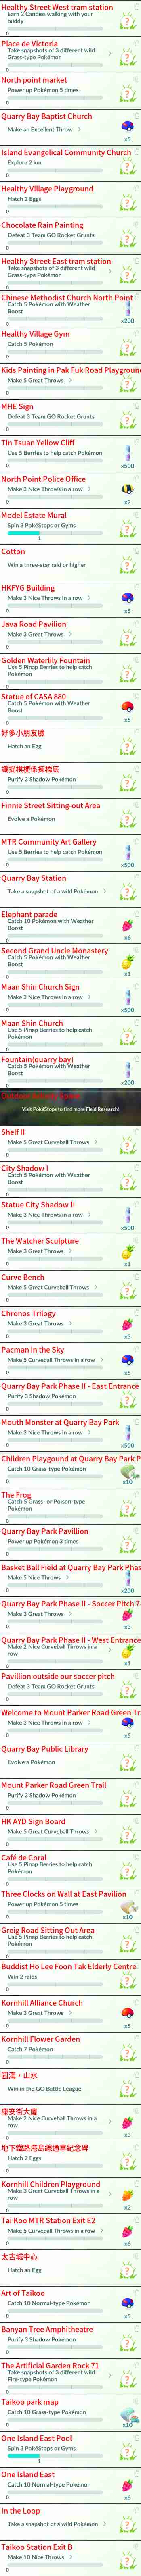 Healthy Street West tram station
Earn 2 Candies walking with your
buddy
0
Place de Victoria
Take snapshots of 3 different wild
Grass-type Pokémon
0
North point market
Power up Pokémon 5 times
0
Quarry Bay Baptist Church
Make an Excellent Throw
x5
0
Island Evangelical Community Church
Explore 2 km
0
Healthy Village Playground
Hatch 2 Eggs
0
Chocolate Rain Painting
Defeat 3 Team GO Rocket Grunts
0
Healthy Street East tram station
Take snapshots of 3 different wild
Grass-type Pokémon
0
Chinese Methodist Church North Point
Catch 5 Pokémon with Weather
Boost
x200
0
Healthy Village Gym
Catch 5 Pokémon
0
Kids Painting in Pak Fuk Road Playground
Make 5 Great Throws
0
MHE Sign
Defeat 3 Team GO Rocket Grunts
0
Tin Tsuan Yellow Cliff
Use 5 Berries to help catch Pokémon
x500
0
North Point Police Office
Make 3 Nice Throws in a row
x2
0
Model Estate Mural
Spin 3 PokéStops or Gyms
1
Cotton
Win a three-star raid or higher
HKFYG Building
Make 3 Nice Throws in a row
x5
0
Java Road Pavilion
Make 3 Great Throws
0
Golden Waterlily Fountain
Use 5 Pinap Berries to help catch
Pokémon
0
Statue of CASA 880
Catch 5 Pokémon with Weather
Boost
x5
0
好多小朋友臉
Hatch an Egg
識捉棋梗係揀橋底
Purify 3 Shadow Pokémon
0
Finnie Street Sitting-out Area
Evolve a Pokémon
MTR Community Art Gallery
Use 5 Berries to help catch Pokémon
x500
0
Quarry Bay Station
Take a snapshot of a wild Pokémon
Elephant parade
Catch 10 Pokémon with Weather
Boost
x6
0
Second Grand Uncle Monastery
Catch 5 Pokémon with Weather
Boost
x1
0
Maan Shin Church Sign
Make 3 Nice Throws in a row
x500
0
Maan Shin Church
Use 5 Pinap Berries to help catch
Pokémon
0
Fountain(quarry bay)
Catch 5 Pokémon with Weather
Boost
x200
0
Visit PokéStops to find more Field Research!
Shelf II
Make 5 Great Curveball Throws
0
City Shadow I
Catch 5 Pokémon with Weather
Boost
0
Statue City Shadow II
Make 3 Nice Throws in a row
x500
0
The Watcher Sculpture
Make 3 Great Throws
x1
0
Curve Bench
Make 5 Great Curveball Throws
0
Chronos Trilogy
Make 3 Great Throws
x3
0
Pacman in the Sky
Make 5 Curveball Throws in a row
x5
0
Quarry Bay Park Phase II - East Entrance
Purify 3 Shadow Pokémon
0
Mouth Monster at Quarry Bay Park
Make 3 Nice Throws in a row
x500
0
Children Playgound at Quarry Bay Park P
Catch 10 Grass-type Pokémon
x10
0
The Frog
Catch 5 Grass- or Poison-type
Pokémon
0
Quarry Bay Park Pavillion
Power up Pokémon 3 times
0
Basket Ball Field at Quarry Bay Park Phas
Make 5 Nice Throws
x200
0
Quarry Bay Park Phase II - Soccer Pitch 7-
Make 3 Great Throws
x3
0
Quarry Bay Park Phase II - West Entrance
Make 2 Nice Curveball Throws in a
row
x1
0
Pavillion outside our soccer pitch
Defeat 3 Team GO Rocket Grunts
0
Welcome to Mount Parker Road Green Tr
Make 3 Nice Throws in a row
x5
0
Quarry Bay Public Library
Evolve a Pokémon
Mount Parker Road Green Trail
Purify 3 Shadow Pokémon
0
HK AYD Sign Board
Make 5 Great Curveball Throws
0
Café de Coral
Use 5 Pinap Berries to help catch
Pokémon
0
Three Clocks on Wall at East Pavilion
Power up Pokémon 5 times
x10
0
Greig Road Sitting Out Area
Use 5 Pinap Berries to help catch
Pokémon
0
Buddist Ho Lee Foon Tak Elderly Centre
Win 2 raids
0
Kornhill Alliance Church
Make 3 Great Throws
x5
0
Kornhill Flower Garden
Catch 7 Pokémon
0
圓滿，山水
Win in the GO Battle League
康安街大廈
Make 2 Nice Curveball Throws in a
row
x3
0
地下鐵路港島線通車紀念碑
Hatch 2 Eggs
0
Kornhill Children Playground
Make 3 Great Curveball Throws in a
row
x2
0
Tai Koo MTR Station Exit E2
Make 5 Curveball Throws in a row
x6
0
太古城中心
Hatch an Egg
Art of Taikoo
Catch 10 Normal-type Pokémon
x5
0
Banyan Tree Amphitheatre
Purify 3 Shadow Pokémon
0
The Artificial Garden Rock 71
Take snapshots of 3 different wild
Fire-type Pokémon
0
Taikoo park map
Catch 10 Grass-type Pokémon
x10
0
One Island East Pool
Spin 3 PokéStops or Gyms
1
One Island East
Catch 10 Normal-type Pokémon
x6
0
In the Loop
Take a snapshot of a wild Pokémon
Taikoo Station Exit B
Make 10 Nice Throws
0